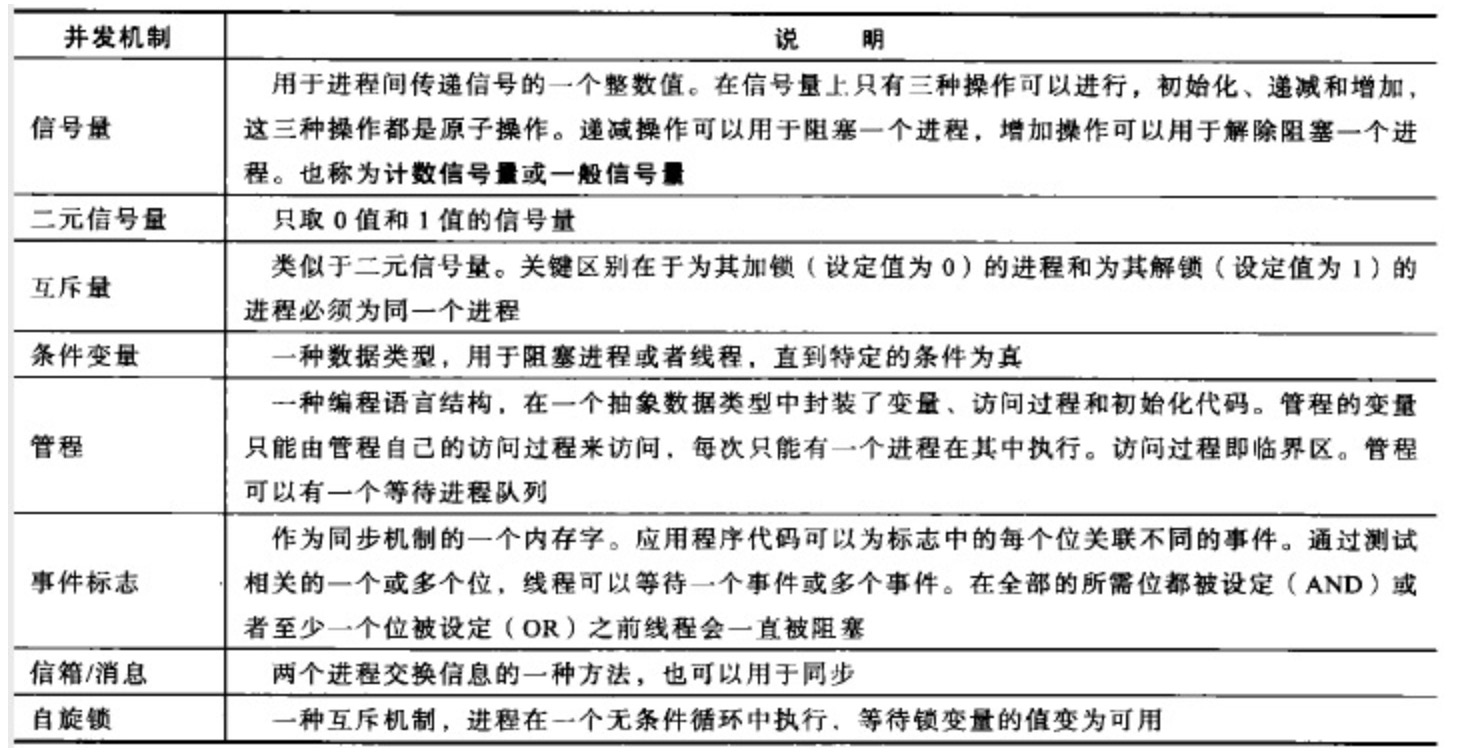 并发机制
说 明
信号量
用于进程间传递信号的一个整数值。在信号量上只有三种操作可以进行，初始化、递减和增加，
这三种操作都是原子操作。递减操作可以用于阻塞一个进程，增加操作可以用于解除阻塞一个进
程。也称为计数信号量或一般信号量
二元信号量
只取 0 值和 1 值的信号量
互斥量
类似于二元信号量。关键区别在于为其加锁（设定值为 0）的进程和为其解锁（设定值为 1）的
进程必须为同一个进程
条件变量
一种数据类型，用于阻塞进程或者线程，直到特定的条件为真
管程
一种编程语言结构，在一个抽象数据类型中封装了变量、访问过程和初始化代码。管程的变量
只能由管程自己的访问过程来访问，每次只能有一个进程在其中执行。访问过程即临界区。管程
可以有一个等待进程队列
事件标志
作为同步机制的一个内存字。应用程序代码可以为标志中的每个位关联不同的事件。通过测试
相关的一个或多个位，线程可以等待一个事件或多个事件。在全部的所需位都被设定（AND）或
者至少一个位被设定（OR）之前线程会一直被阻塞
信箱/消息
两个进程交换信息的一种方法，也可以用于同步
自旋锁
一种互斥机制，进程在一个无条件循环中执行，等待锁变量的值变为可用